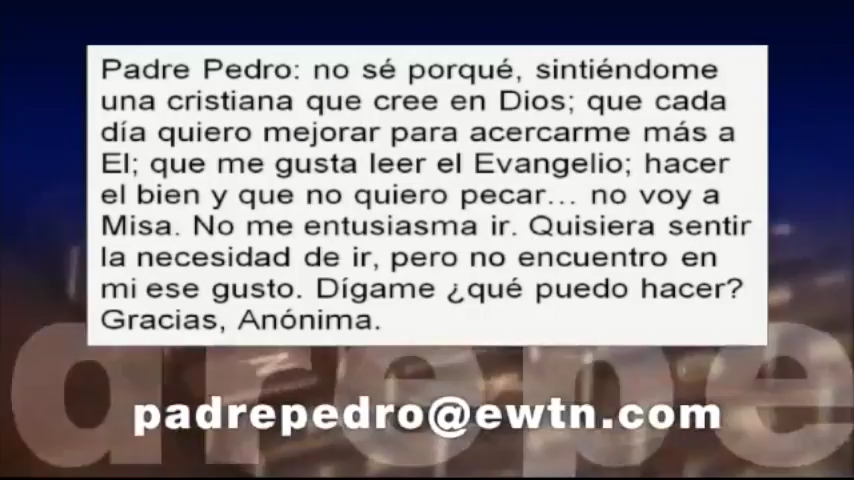 Padre Pedro: no sé porqué, sintiéndome
una cristiana que cree en Dios; que cada
día quiero mejorar para acercarme más a
El; que me gusta leer el Evangelio; hacer
el bien y que no quiero pecar... no voy a
Misa. No me entusiasma ir. Quisiera sentir
la necesidad de ir, pero no encuentro en
mi ese gusto. Dígame ¿qué puedo hacer?
Gracias, Anónima.
arepe
padrepedro@ewtn.com